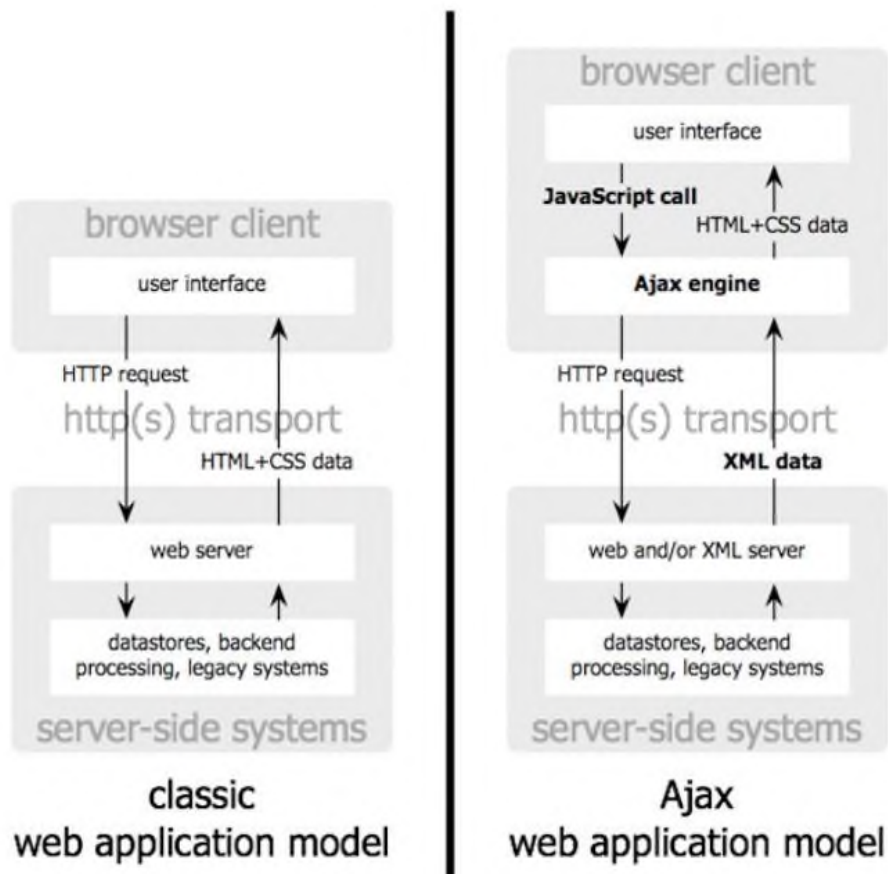 browser client
user interface
HTTP request
http(s) transport
HTML+CSS data
web server
datastores, backend
processing, legacy systems
server-side systems
classic
web application model
browser client
user interface
JavaScript call
HTML+CSS data
Ajax engine
HTTP request
http(s) transport
XML data
web and/or XML server
datastores, backend
processing, legacy systems
server-side systems
Ajax
web application model